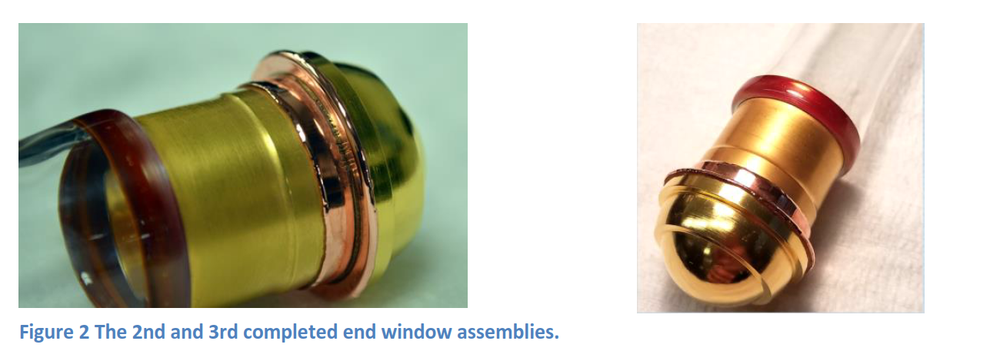 Figure 2 The 2nd and 3rd completed end window assemblies.